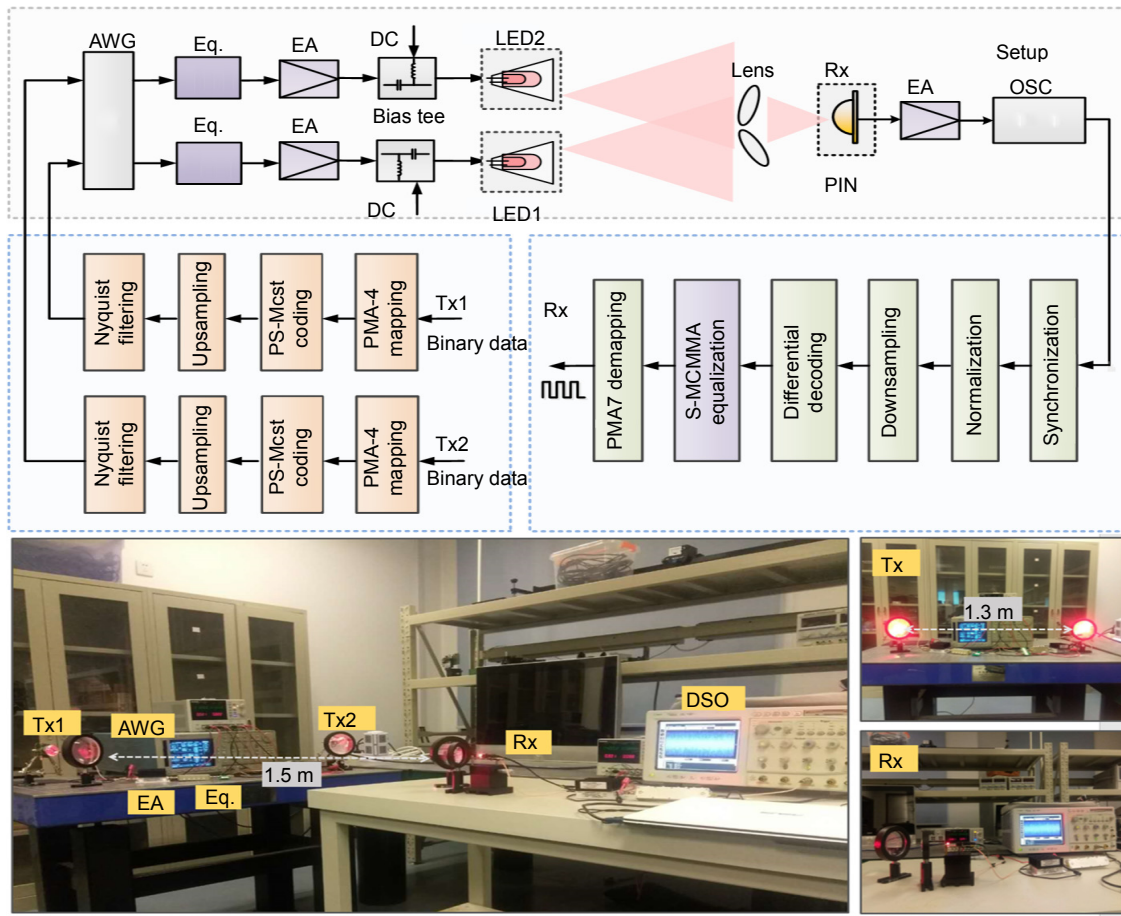 AWG
Eq.
EA
DC
LED2
Bias tee
Lens
Rx
EA
Setup
OSC
PIN
Eq.
EA
DC
LED1
Nyquist
filtering
Upsampling
PS-Mcst
coding
PMA-4
mapping
Tx1
Binary data
Nyquist
filtering
Upsampling
PS-Mcst
coding
PMA-4
mapping
Tx2
Binary data
Rx
PMA7 demapping
S-MCMMA
equalization
Differential
decoding
Downsampling
Normalization
Synchronization
Tx1
AWG
Tx2
1.5 m
EA
Eq.
Rx
DSO
Tx
1.3 m
Rx